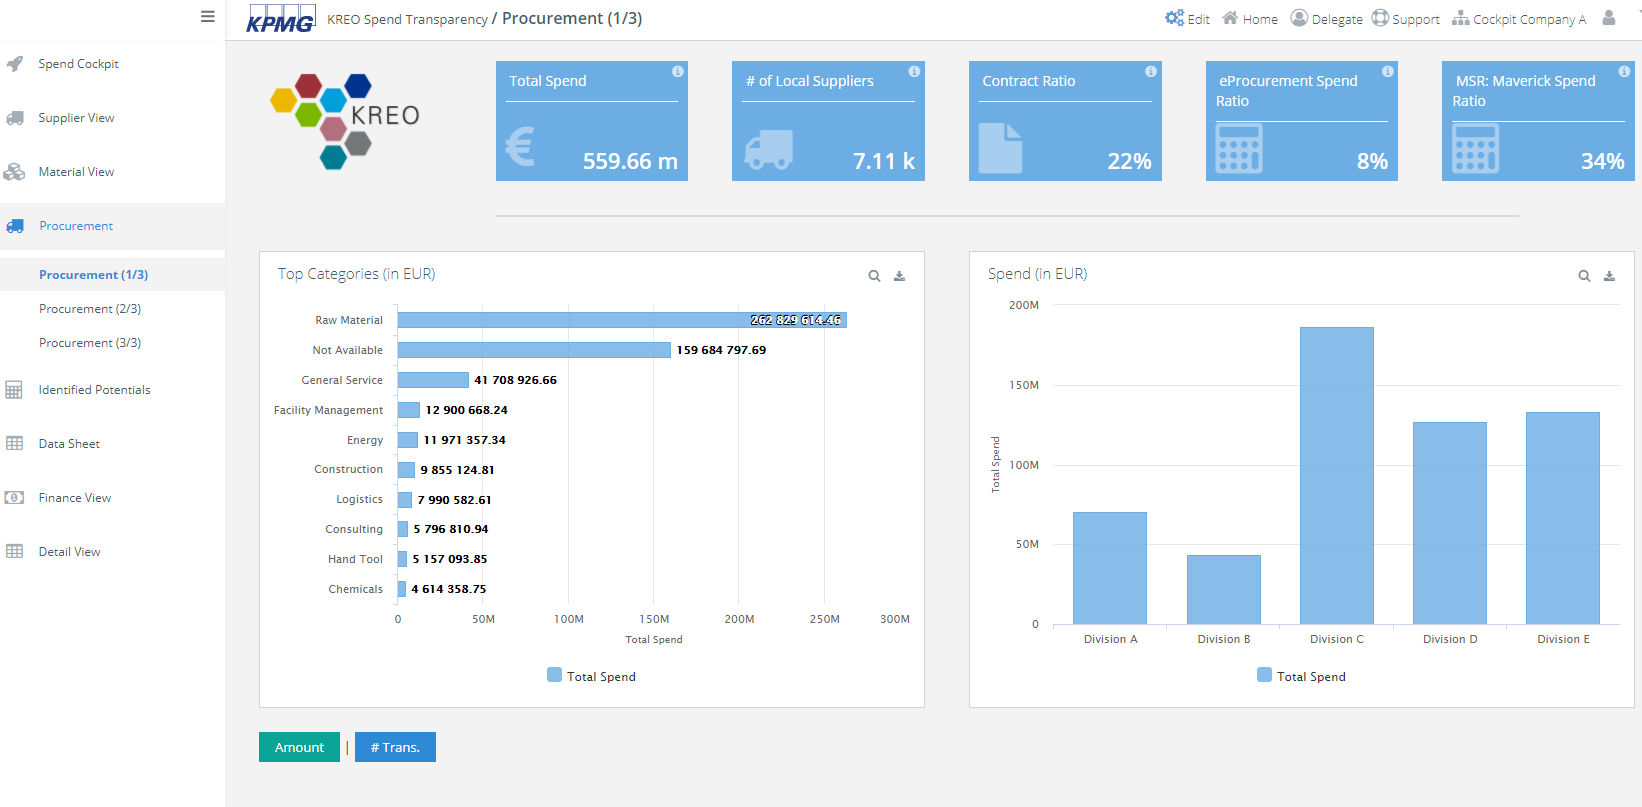 KPMG KREO Spend Transparency / Procurement (1/3)
Edit Home Delegate Support Cockpit Company A
Spend Cockpit
Supplier View
Material View
Procurement
Procurement (1/3)
Procurement (2/3)
Procurement (3/3)
Identified Potentials
Data Sheet
Finance View
Detail View
KREO
Total Spend
€
559.66 m
# of Local Suppliers
7.11 k
Contract Ratio
22%
eProcurement Spend
Ratio
8%
MSR: Maverick Spend
Ratio
34%
Top Categories (in EUR)
Raw Material 262 829 614.46
Not Available 159 684 797.69
General Service 41 708 926.66
Facility Management 12 900 668.24
Energy 11 971 357.34
Construction 9 855 124.81
Logistics 7 990 582.61
Consulting 5 796 810.94
Hand Tool 5 157 093.85
Chemicals 4 614 358.75
0 50M 100M 150M 200M 250M 300M
Total Spend
Total Spend
Spend (in EUR)
200M
150M
100M
50M
0
Total Spend
Division A Division B Division C Division D Division E
Total Spend
Amount | # Trans.